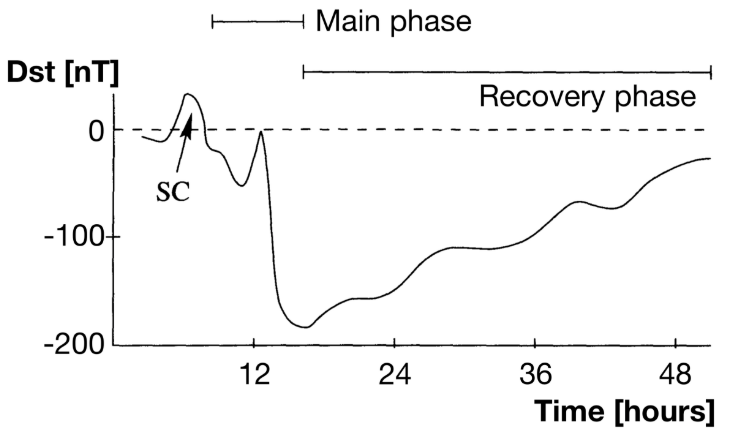 Main phase
Dst [nT]
Recovery phase
0
SC
-100
-200
12 24 36 48
Time [hours]